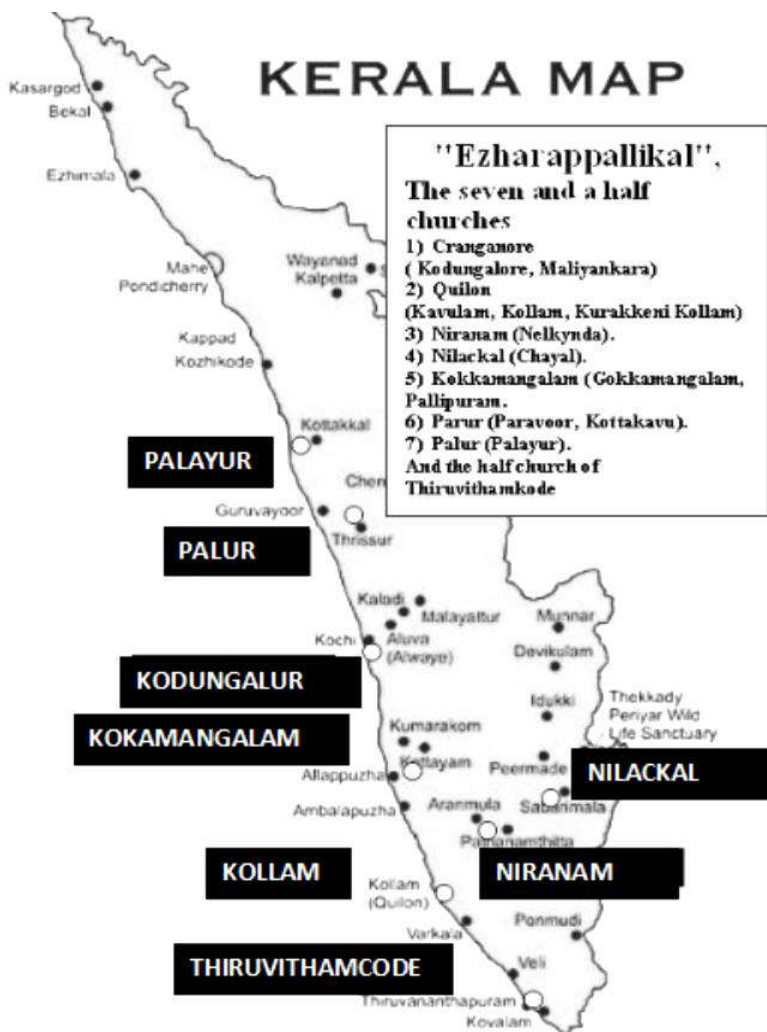 KERALA MAP
Kasargod
Bekal
Ezhimala
Mahe
Pondicherry
Wayanad
Kalpetta
Kappad
Kozhikode
"Ezharappallikal",
The seven and a half
churches
1) Cranganore
( Kodungalore, Maliyankara)
2) Quilon
(Kavulam, Kollam, Kurakkeni Kollam)
3) Niranam (Nelkynda).
4) Nilackal (Chayal).
5) Kokkamangalam (Gokkamangalam,
Pallipuram.
6) Parur (Paravoor, Kottakavu).
7) Palur (Palayur).
And the half church of
Thiruvithamkode
Kottakkal
PALAYUR
Guruvayoor
Thrissur
PALUR
Kaladi
Malayattur
Munnar
Kochi
Aluva
(Alwaye)
Devikulam
KODUNGALUR
Idukki
Thekkady
Periyar Wild
Life Sanctuary
KOKAMANGALAM
Kumarakom
Kottayam
Peermade
NILACKAL
Allappuzha
Sabarimala
Ambalapuzha
Aranmula
Pathanamthitta
KOLLAM
NIRANAM
Kollam
(Quilon)
Varkala
Ponmudi
THIRUVITHAMCODE
Veli
Thiruvananthapuram
Kovalam